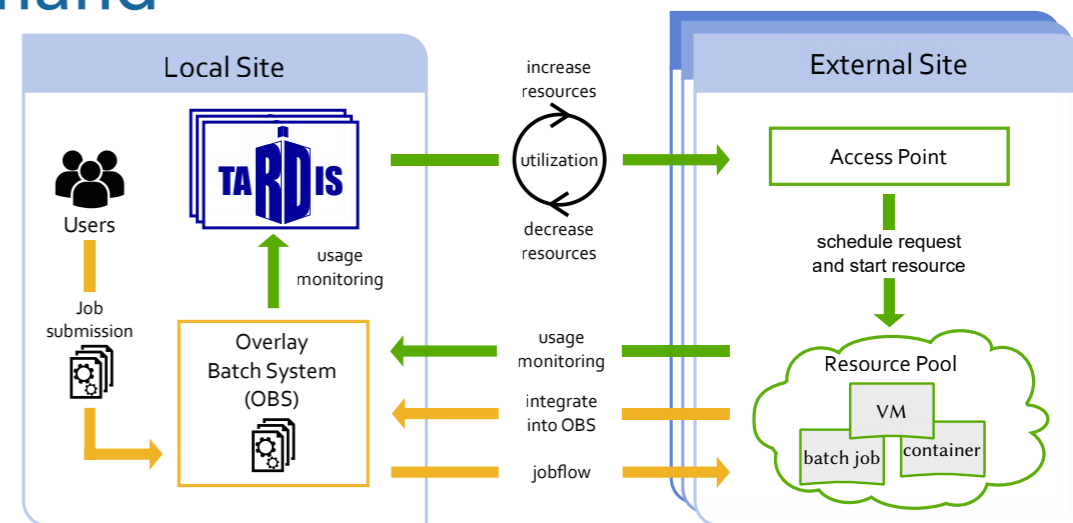 Local Site
External Site
TARDIS
Users
usage
monitoring
Job
submission
Overlay
Batch System
(OBS)
increase
resources
utilization
decrease
resources
Access Point
schedule request
and start resource
usage
monitoring
integrate
into OBS
jobflow
Resource Pool
VM
batch job
container